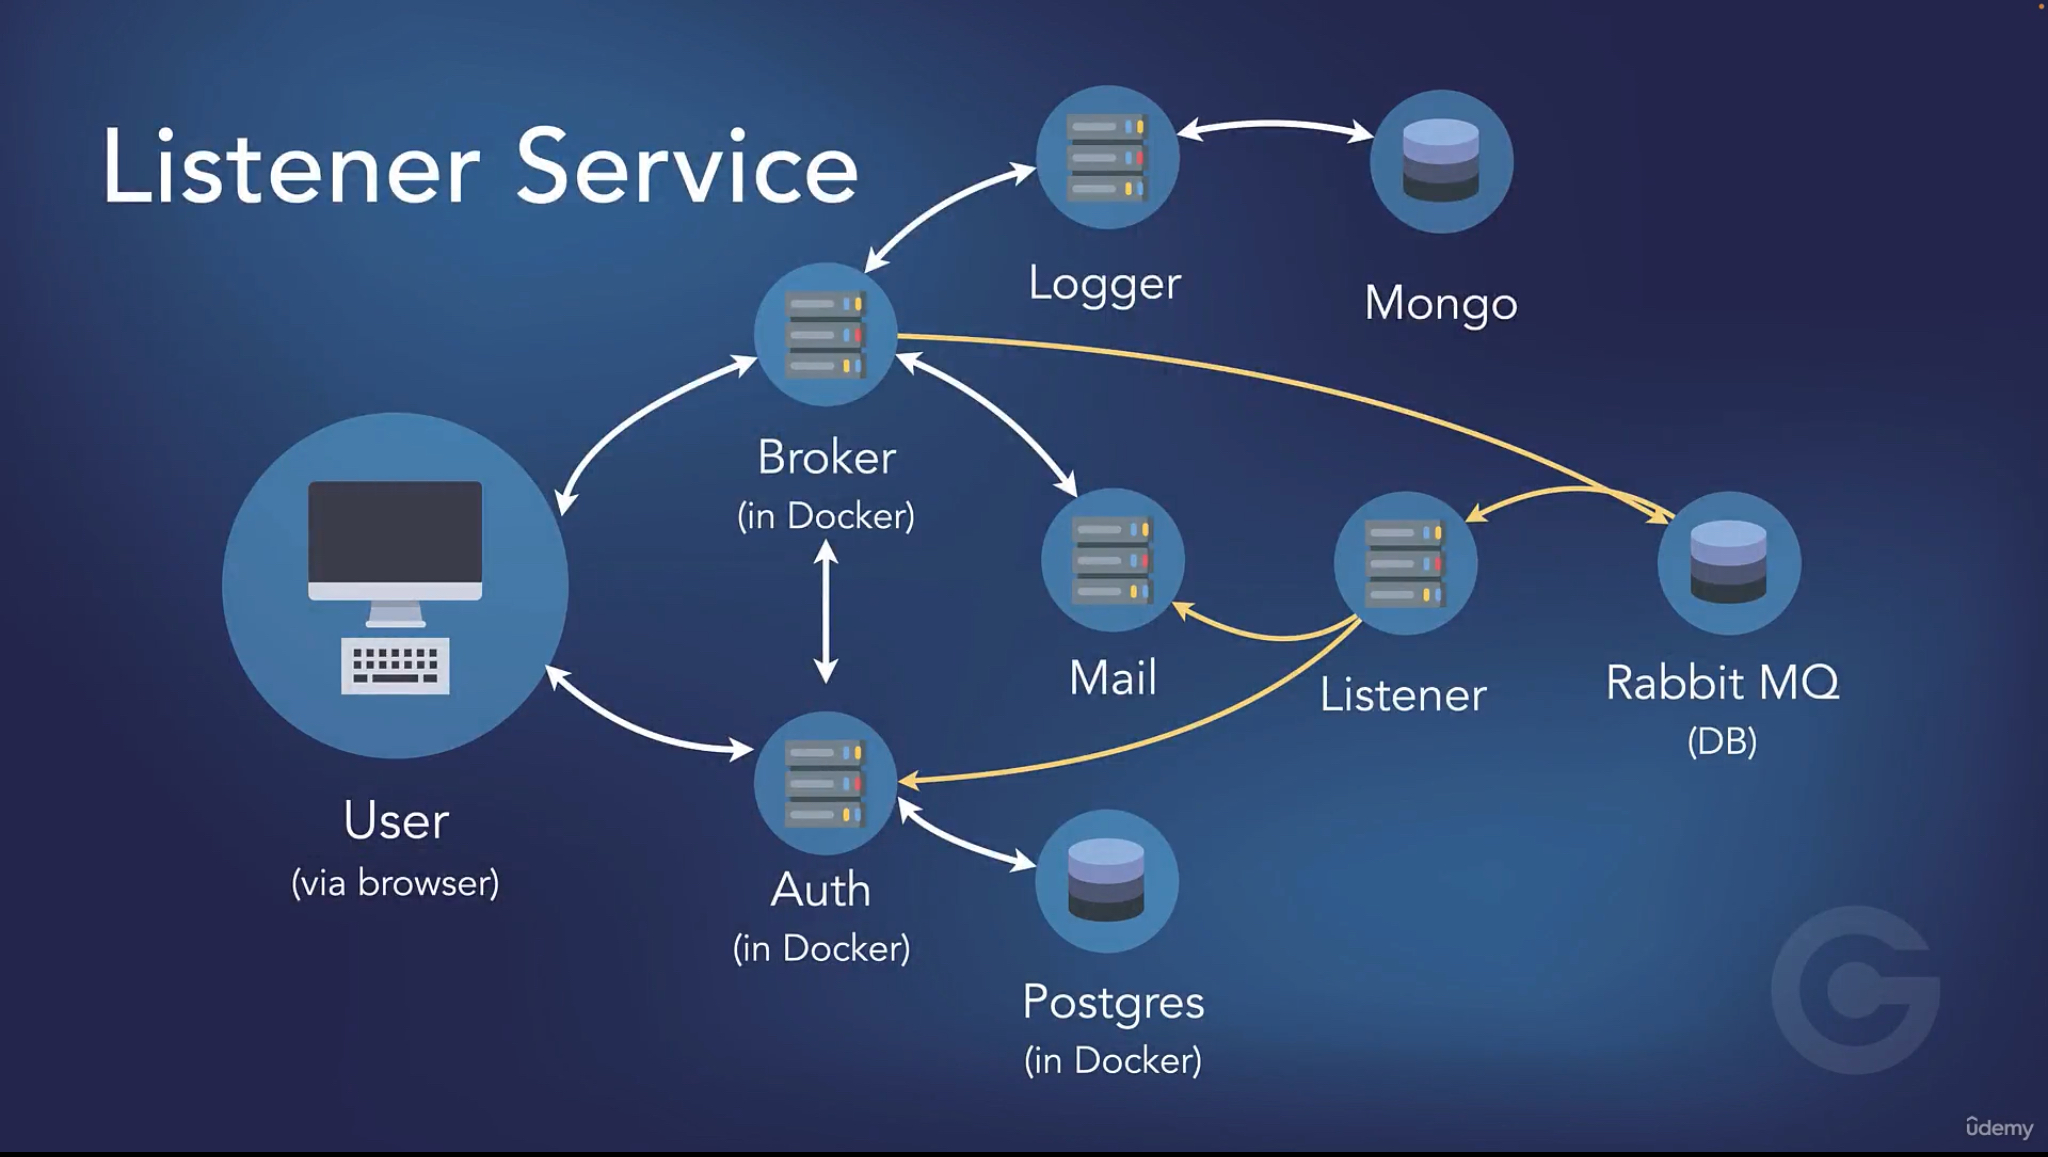 Listener Service
Logger
Mongo
Broker
(in Docker)
Mail
Listener
Rabbit MQ
(DB)
User
(via browser)
Auth
(in Docker)
Postgres
(in Docker)
ûdemy